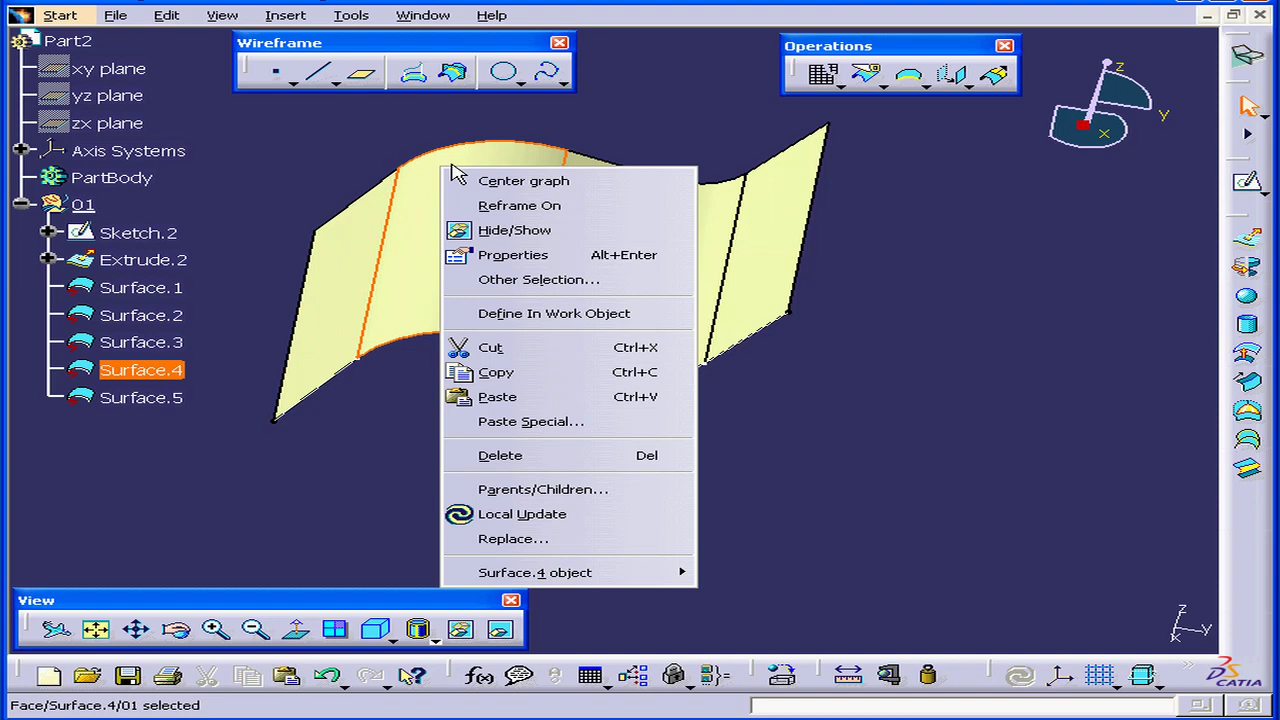 Start File Edit View Insert Tools Window Help
Part2
xy plane
yz plane
zx plane
Axis Systems
PartBody
01
Sketch.2
Extrude.2
Surface.1
Surface.2
Surface.3
Surface.4
Surface.5
Wireframe
Operations
z
y
x
Center graph
Reframe On
Hide/Show
Properties Alt+Enter
Other Selection...
Define In Work Object
Cut Ctrl+X
Copy Ctrl+C
Paste Ctrl+V
Paste Special...
Delete Del
Parents/Children...
Local Update
Replace...
Surface.4 object
View
z
y
x
f(x)
CATIA
Face/Surface.4/01 selected